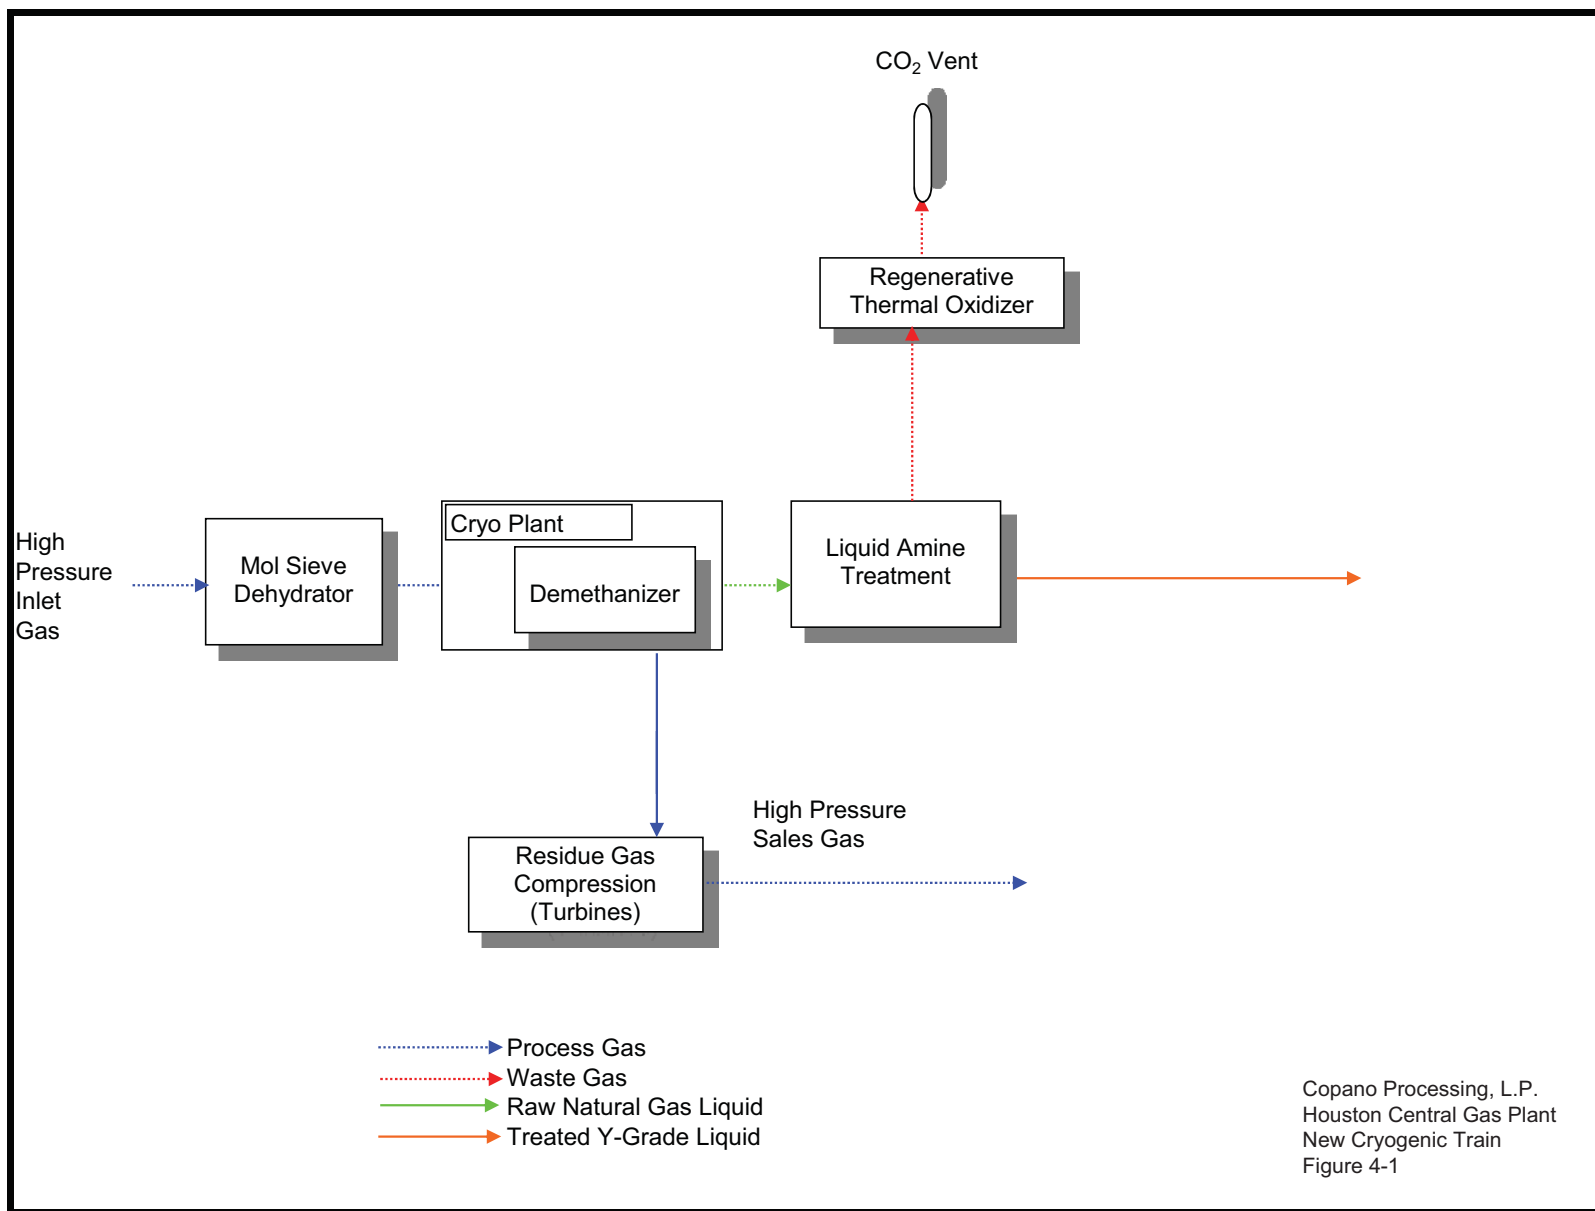 CO₂ Vent
Regenerative
Thermal Oxidizer
High
Pressure
Inlet
Gas
Mol Sieve
Dehydrator
Cryo Plant
Demethanizer
Liquid Amine
Treatment
High Pressure
Sales Gas
Residue Gas
Compression
(Turbines)
Process Gas
Waste Gas
Raw Natural Gas Liquid
Treated Y-Grade Liquid
Copano Processing, L.P.
Houston Central Gas Plant
New Cryogenic Train
Figure 4-1